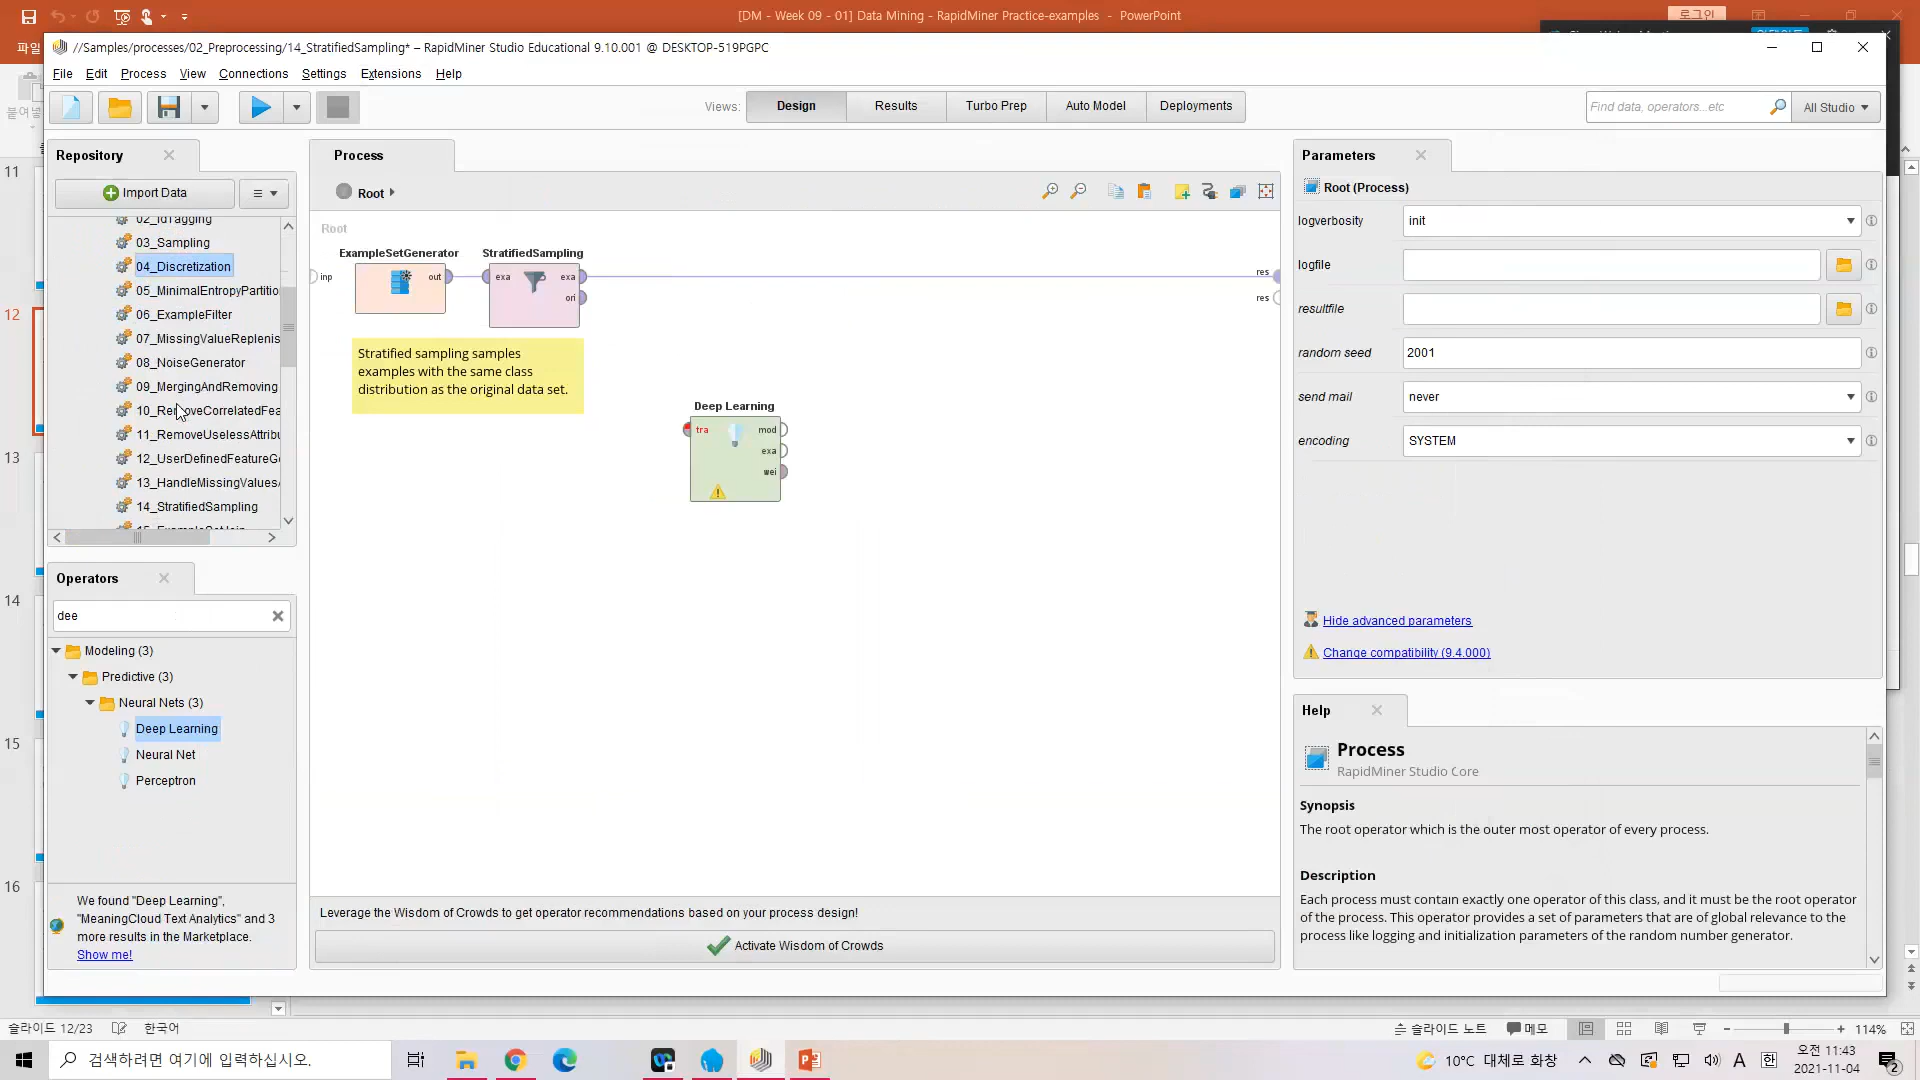 [DM - Week 09 - 01] Data Mining - RapidMiner Practice-examples - PowerPoint
로그인
파일
//Samples/processes/02_Preprocessing/14_StratifiedSampling* – RapidMiner Studio Educational 9.10.001 @ DESKTOP-519PGPC
File Edit Process View Connections Settings Extensions Help
Views: Design Results Turbo Prep Auto Model Deployments
Find data, operators...etc
All Studio
Repository
Import Data
02_IdTagging
03_Sampling
04_Discretization
05_MinimalEntropyPartitio
06_ExampleFilter
07_MissingValueReplenis
08_NoiseGenerator
09_MergingAndRemoving
10_RemoveCorrelatedFea
11_RemoveUselessAttribu
12_UserDefinedFeatureGe
13_HandleMissingValuesA
14_StratifiedSampling
15_ExampleSetJoin
Operators
dee
Modeling (3)
Predictive (3)
Neural Nets (3)
Deep Learning
Neural Net
Perceptron
We found "Deep Learning",
"MeaningCloud Text Analytics" and 3
more results in the Marketplace.
Show me!
Process
Root
Root
ExampleSetGenerator StratifiedSampling
inp out exa exa res
ori res
Stratified sampling samples
examples with the same class
distribution as the original data set.
Deep Learning
tra mod
exa
wei
Leverage the Wisdom of Crowds to get operator recommendations based on your process design!
Activate Wisdom of Crowds
Parameters
Root (Process)
logverbosity init
logfile
resultfile
random seed 2001
send mail never
encoding SYSTEM
Hide advanced parameters
Change compatibility (9.4.000)
Help
Process
RapidMiner Studio Core
Synopsis
The root operator which is the outer most operator of every process.
Description
Each process must contain exactly one operator of this class, and it must be the root operator
of the process. This operator provides a set of parameters that are of global relevance to the
process like logging and initialization parameters of the random number generator.
11
12
13
14
15
16
슬라이드 12/23 한국어
슬라이드 노트 메모 114%
검색하려면 여기에 입력하십시오.
10°C 대체로 화창
A 한
오전 11:43
2021-11-04
2